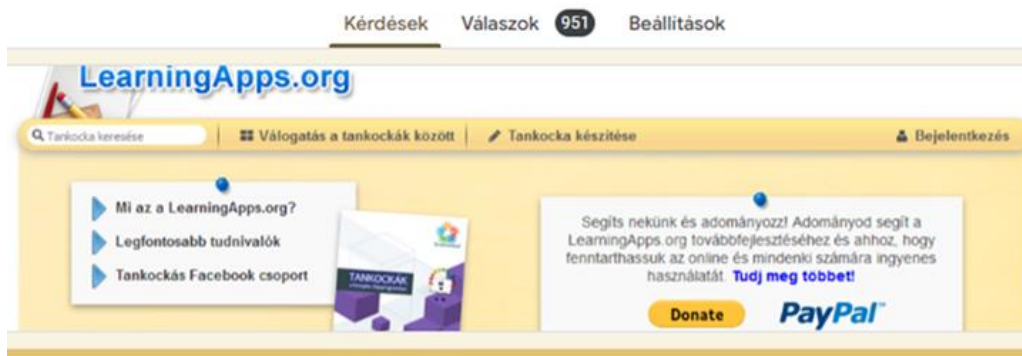 Kérdések Válaszok 951 Beállítások
LearningApps.org
Tankocka keresése Válogatás a tankockák között Tankocka készítése Bejelentkezés
Mi az a LearningApps.org?
Legfontosabb tudnivalók
Tankockás Facebook csoport
TANKOCKÁK
Segíts nekünk és adományozz! Adományod segít a
LearningApps.org továbbfejlesztéséhez és ahhoz, hogy
fenntarthassuk az online és mindenki számára ingyenes
használatát. Tudj meg többet!
Donate PayPal